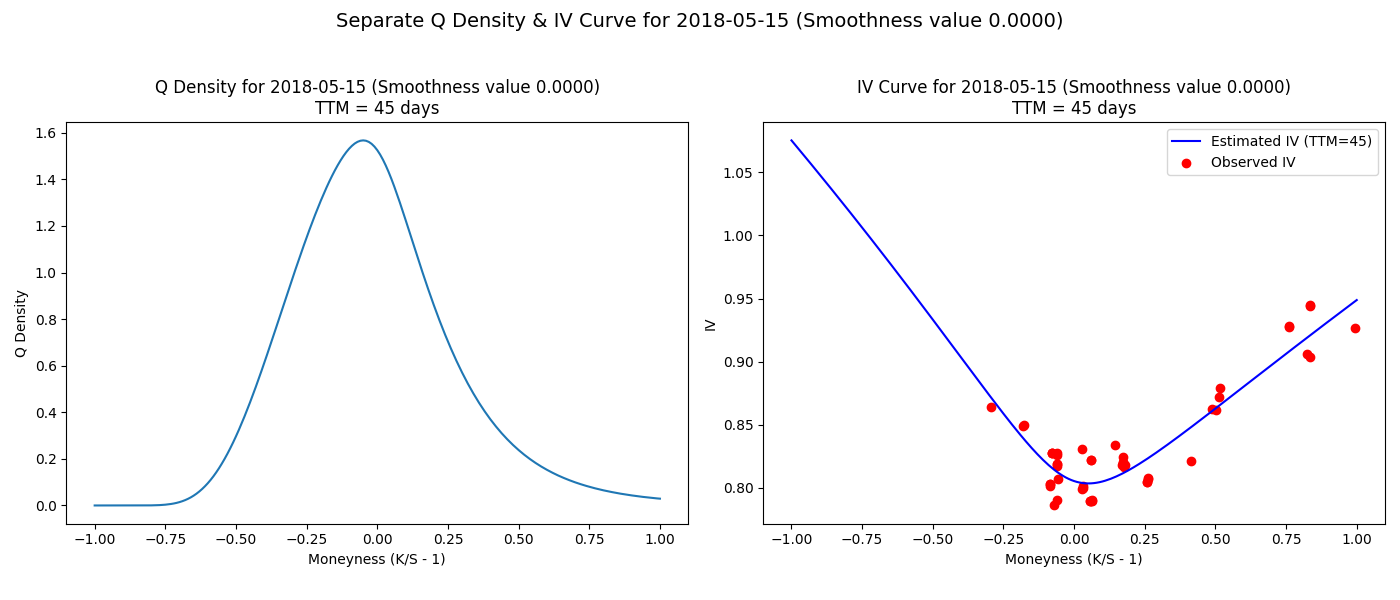 Separate Q Density & IV Curve for 2018-05-15 (Smoothness value 0.0000)
Q Density for 2018-05-15 (Smoothness value 0.0000)
TTM = 45 days
Q Density
1.6
1.4
1.2
1.0
0.8
0.6
0.4
0.2
0.0
−1.00 −0.75 −0.50 −0.25 0.00 0.25 0.50 0.75 1.00
Moneyness (K/S - 1)
IV Curve for 2018-05-15 (Smoothness value 0.0000)
TTM = 45 days
Estimated IV (TTM=45)
Observed IV
IV
1.05
1.00
0.95
0.90
0.85
0.80
−1.00 −0.75 −0.50 −0.25 0.00 0.25 0.50 0.75 1.00
Moneyness (K/S - 1)